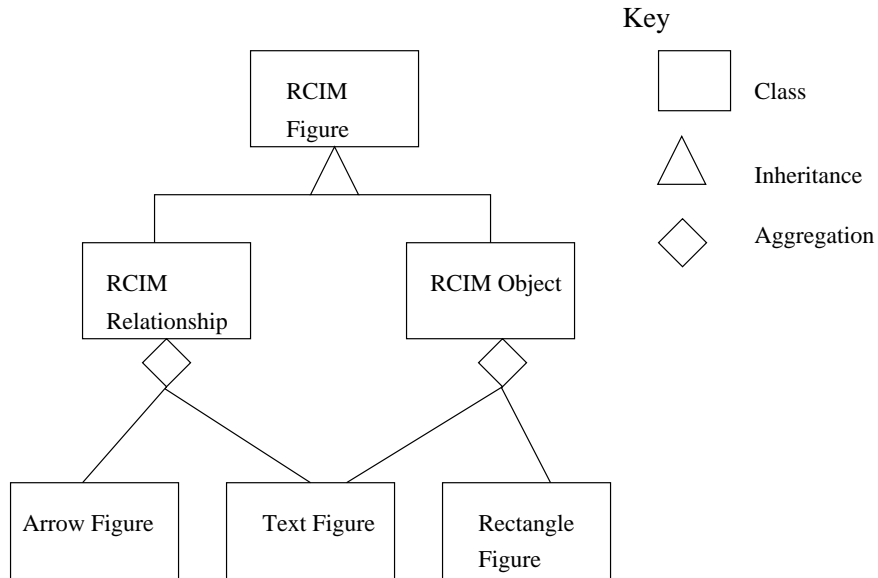 Key
RCIM
Figure
Class
Inheritance
Aggregation
RCIM
Relationship
RCIM Object
Arrow Figure
Text Figure
Rectangle
Figure